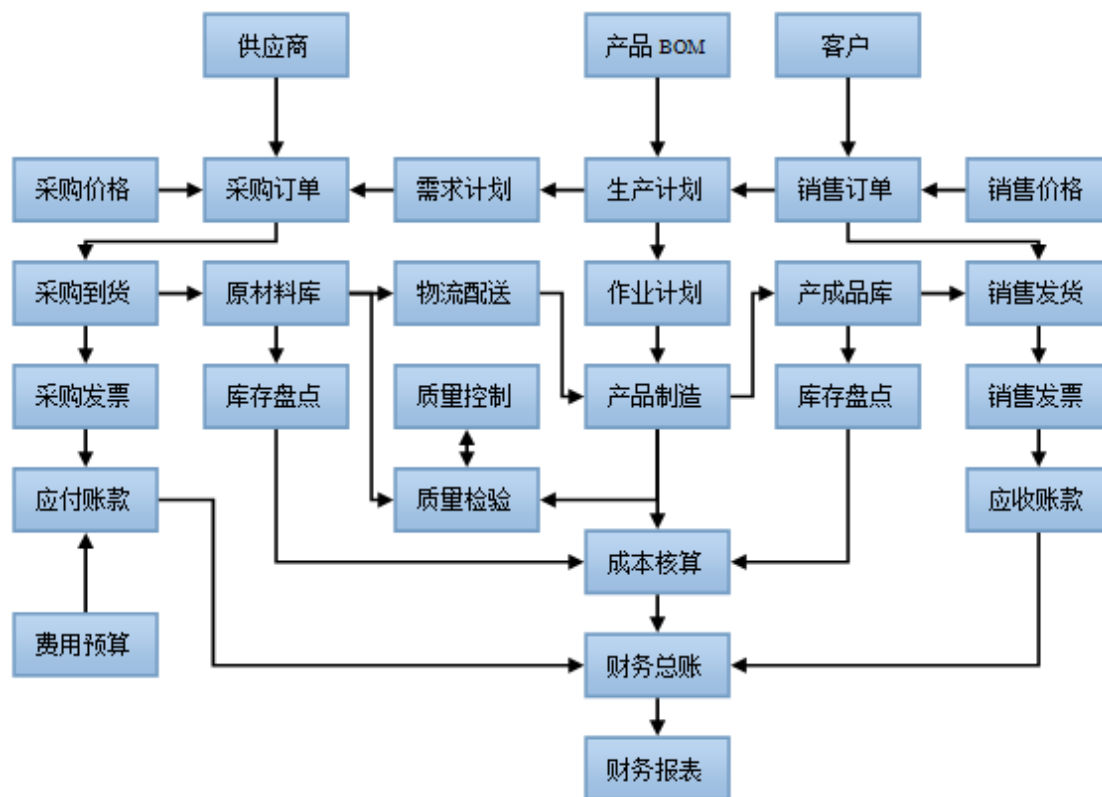 供应商
产品 BOM
客户
采购价格
采购订单
需求计划
生产计划
销售订单
销售价格
采购到货
原材料库
物流配送
作业计划
产成品库
销售发货
采购发票
库存盘点
质量控制
产品制造
库存盘点
销售发票
应付账款
质量检验
应收账款
成本核算
费用预算
财务总账
财务报表